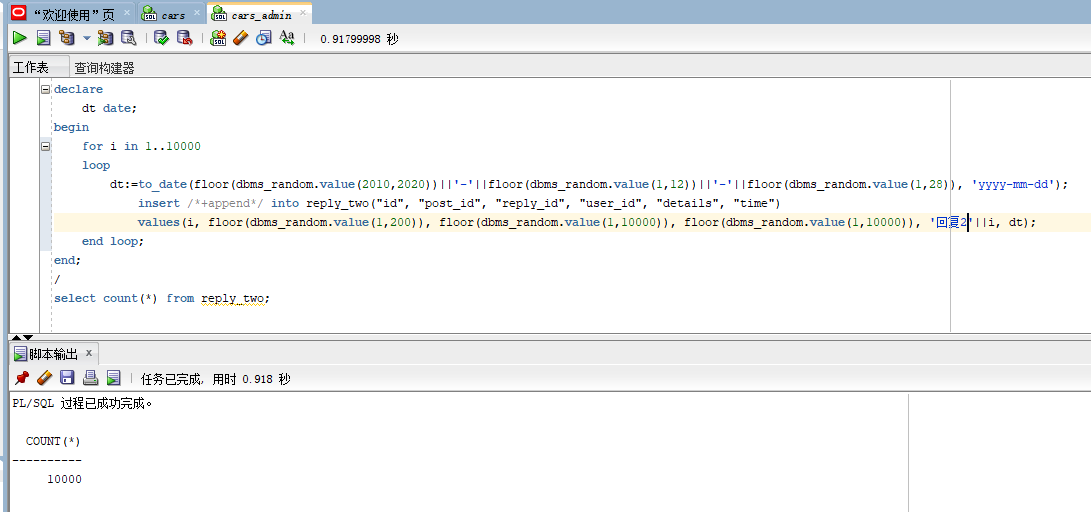 “欢迎使用”页 cars cars_admin
0.91799998 秒
工作表 查询构建器
declare
dt date;
begin
for i in 1..10000
loop
dt:=to_date(floor(dbms_random.value(2010,2020))||'-'||floor(dbms_random.value(1,12))||'-'||floor(dbms_random.value(1,28)), 'yyyy-mm-dd');
insert /*+append*/ into reply_two("id", "post_id", "reply_id", "user_id", "details", "time")
values(i, floor(dbms_random.value(1,200)), floor(dbms_random.value(1,10000)), floor(dbms_random.value(1,10000)), '回复2'||i, dt);
end loop;
end;
/
select count(*) from reply_two;
脚本输出
任务已完成, 用时 0.918 秒
PL/SQL 过程已成功完成。
COUNT(*)
----------
10000